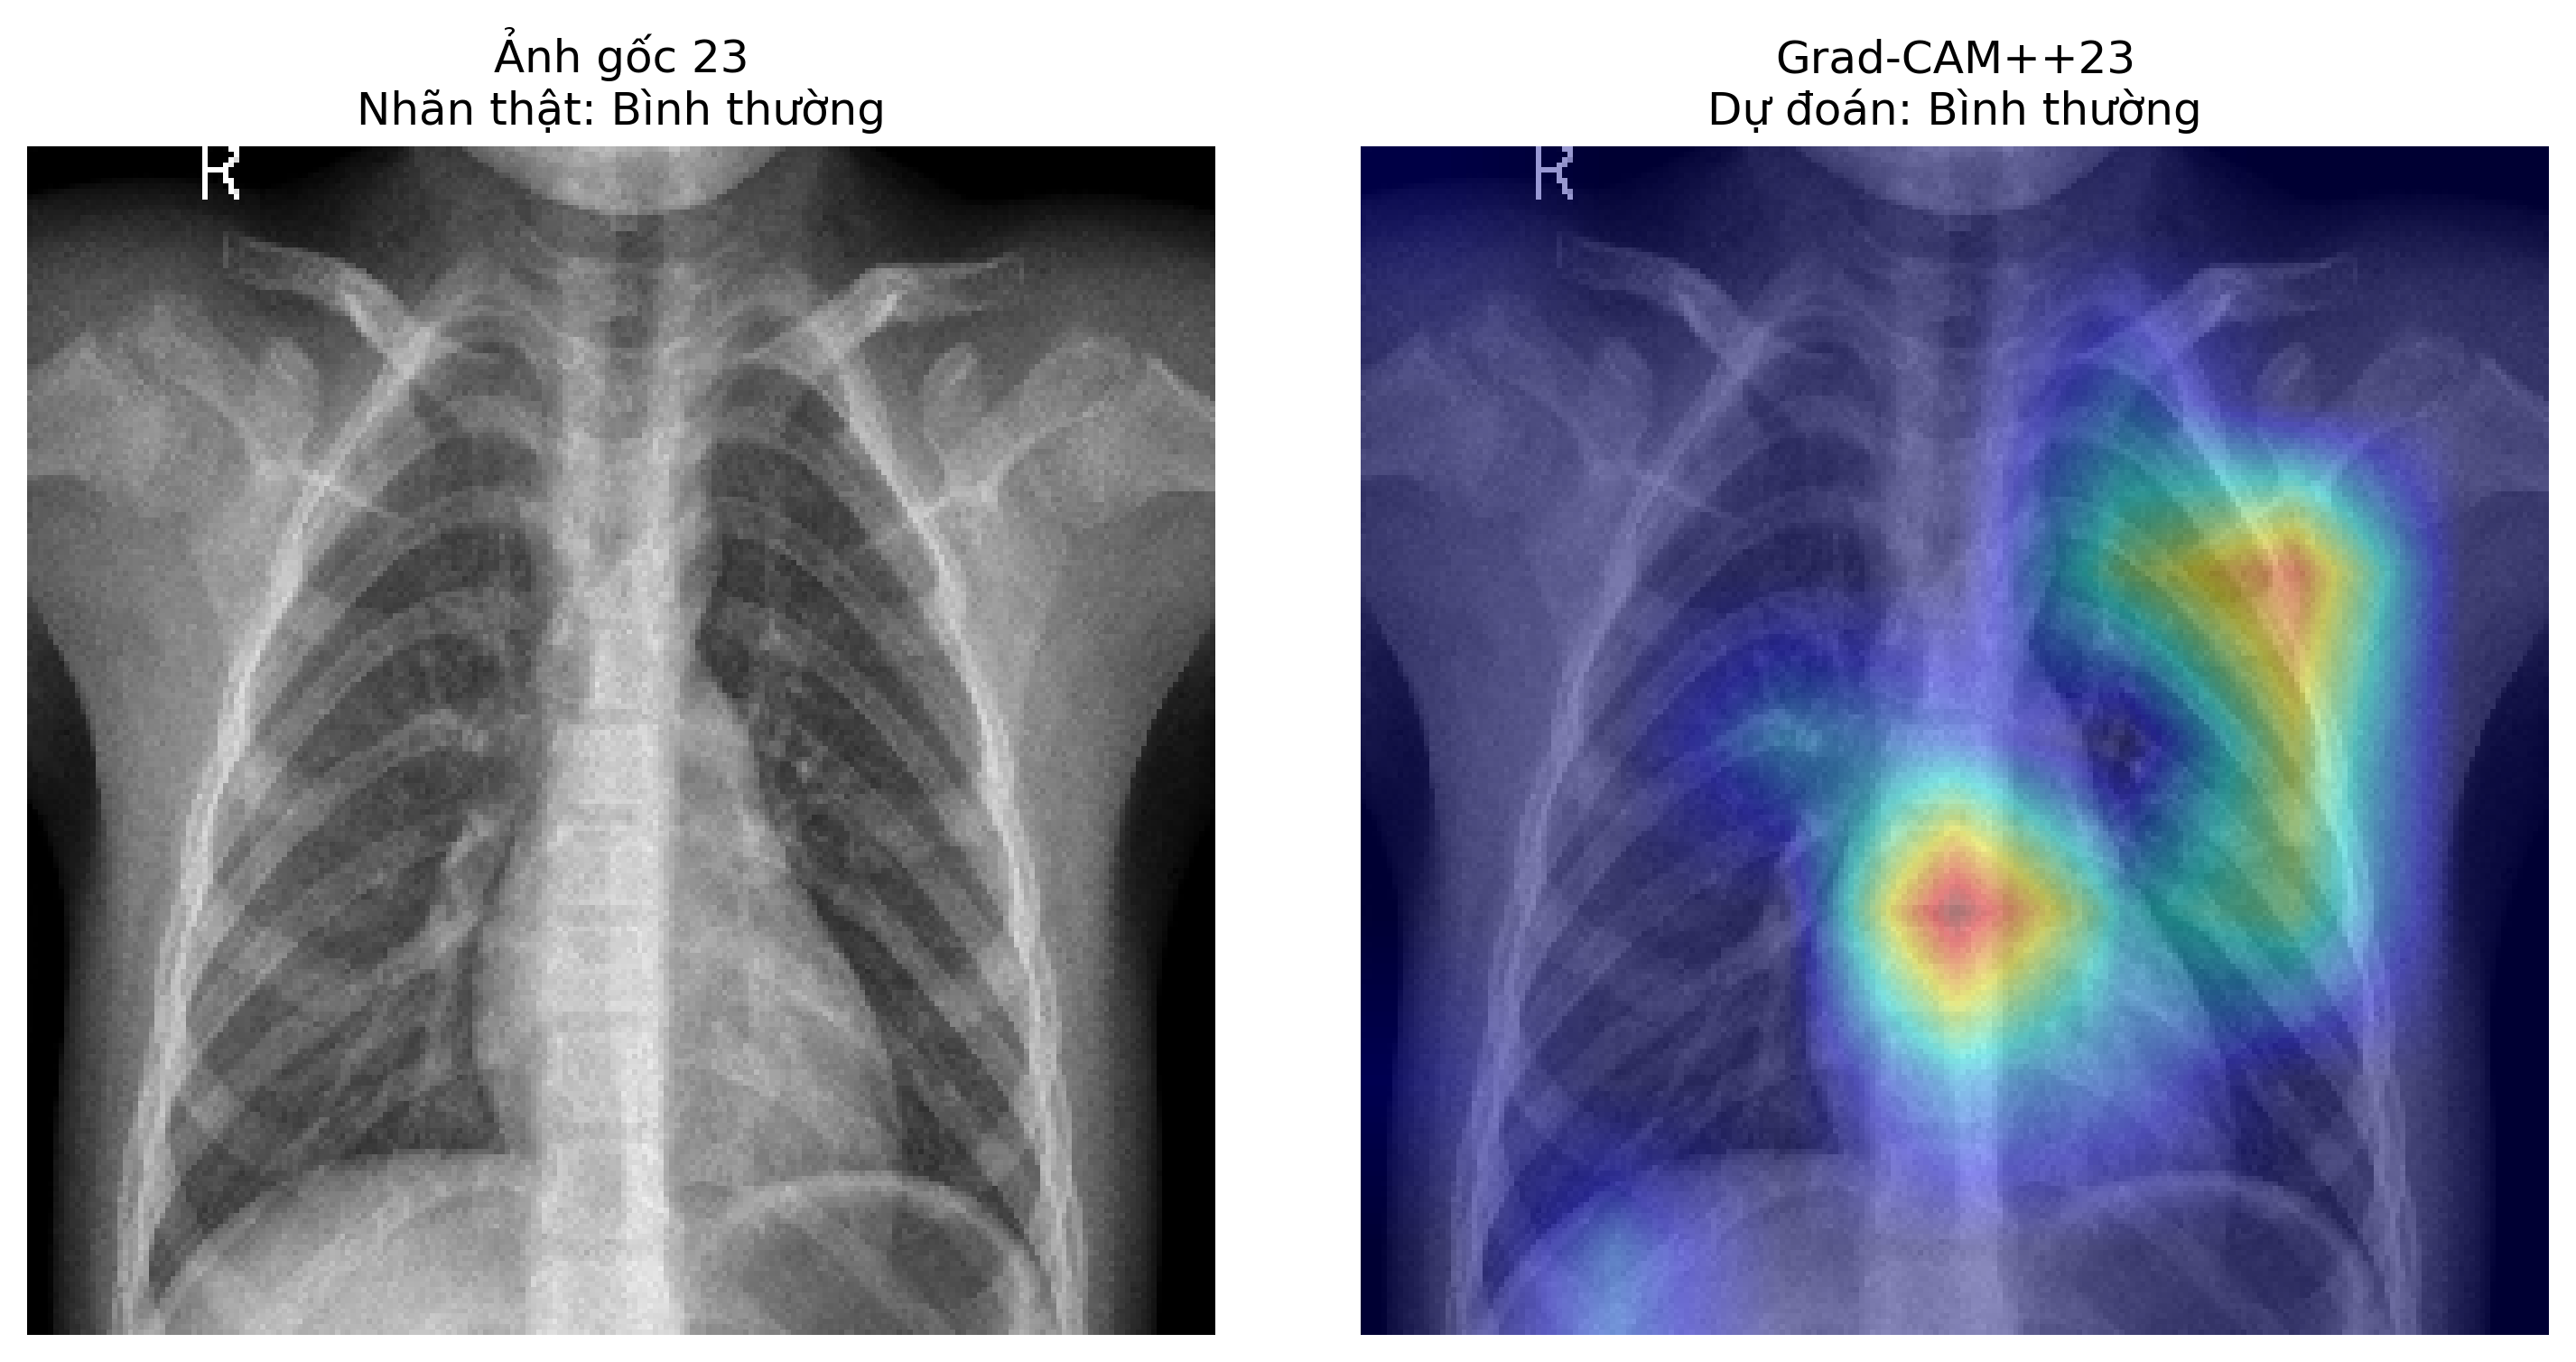 Ảnh gốc 23
Nhãn thật: Bình thường
R
Grad-CAM++23
Dự đoán: Bình thường
R